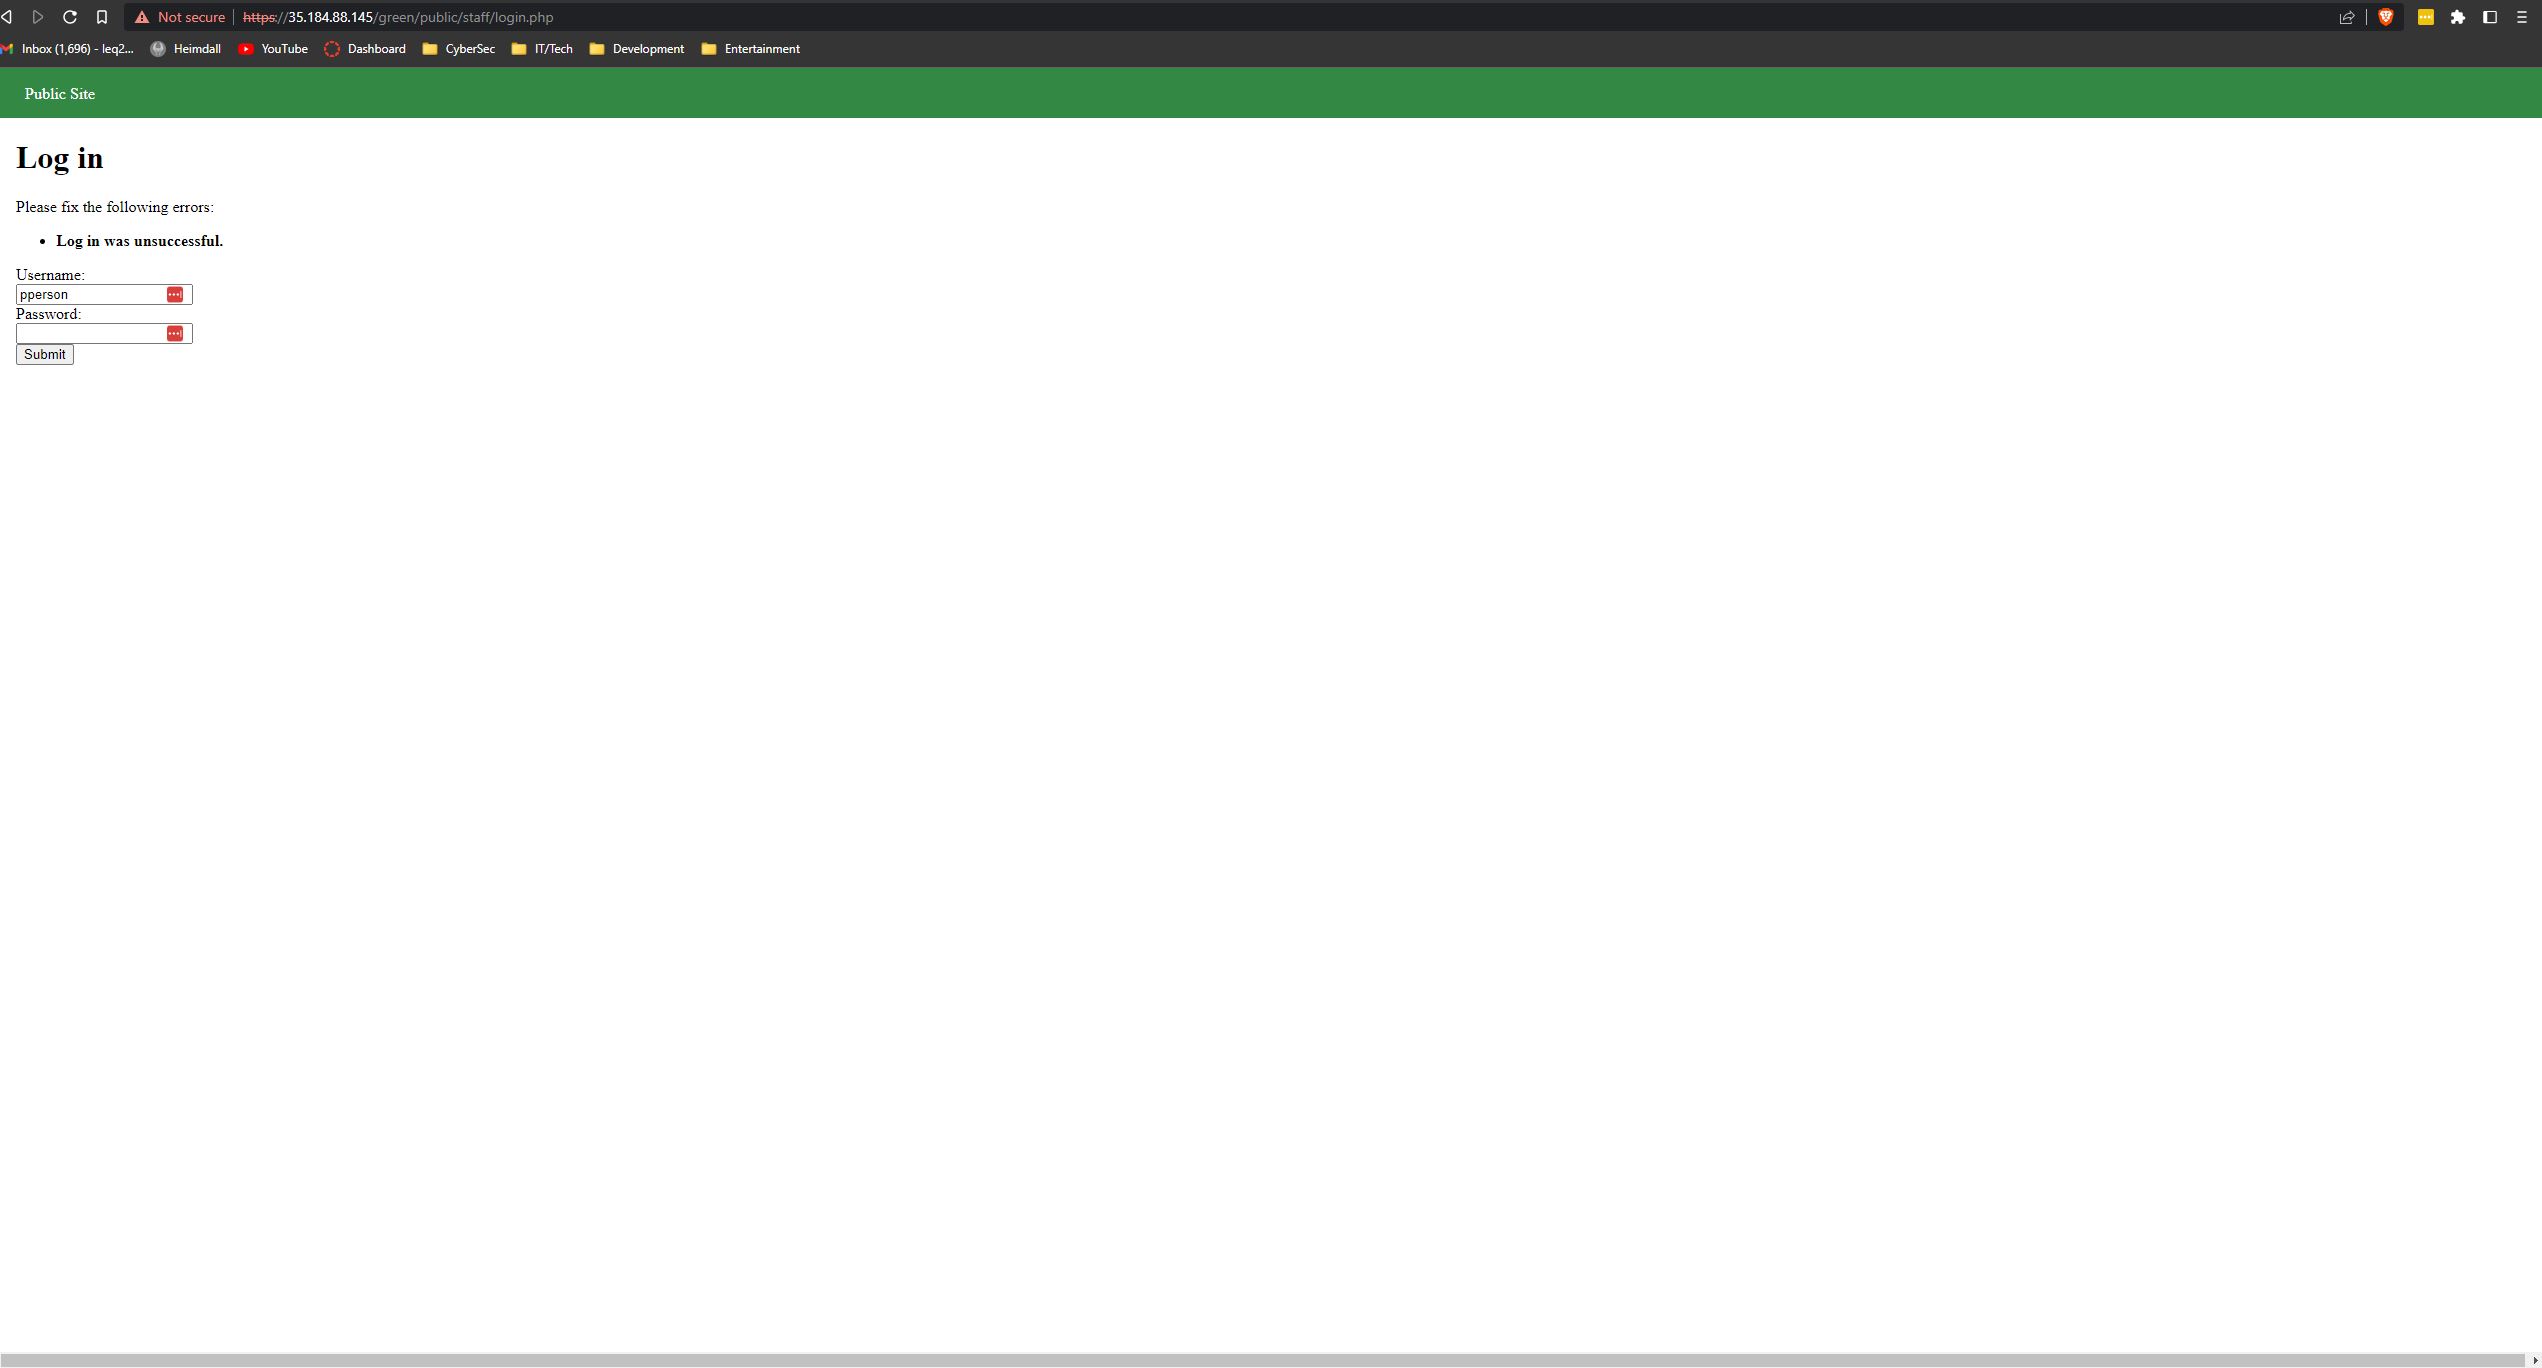 Not secure https://35.184.88.145/green/public/staff/login.php
Inbox (1,696) - leq2... Heimdall YouTube Dashboard CyberSec IT/Tech Development Entertainment
Public Site
Log in
Please fix the following errors:
• Log in was unsuccessful.
Username:
pperson
Password:
Submit